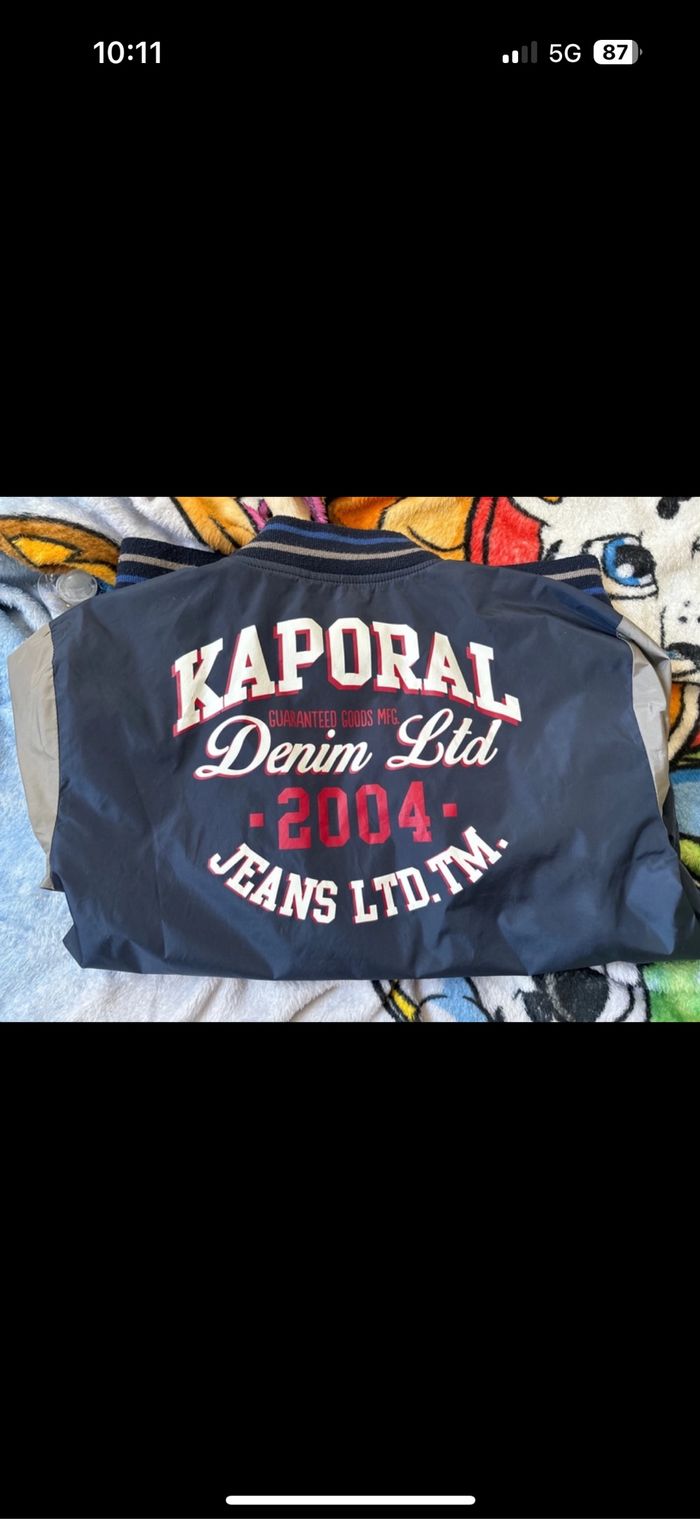 10:11
5G 87
KAPORAL
GUARANTEED GOODS MFG.
Denim Ltd
·2004·
JEANS LTD.TM.